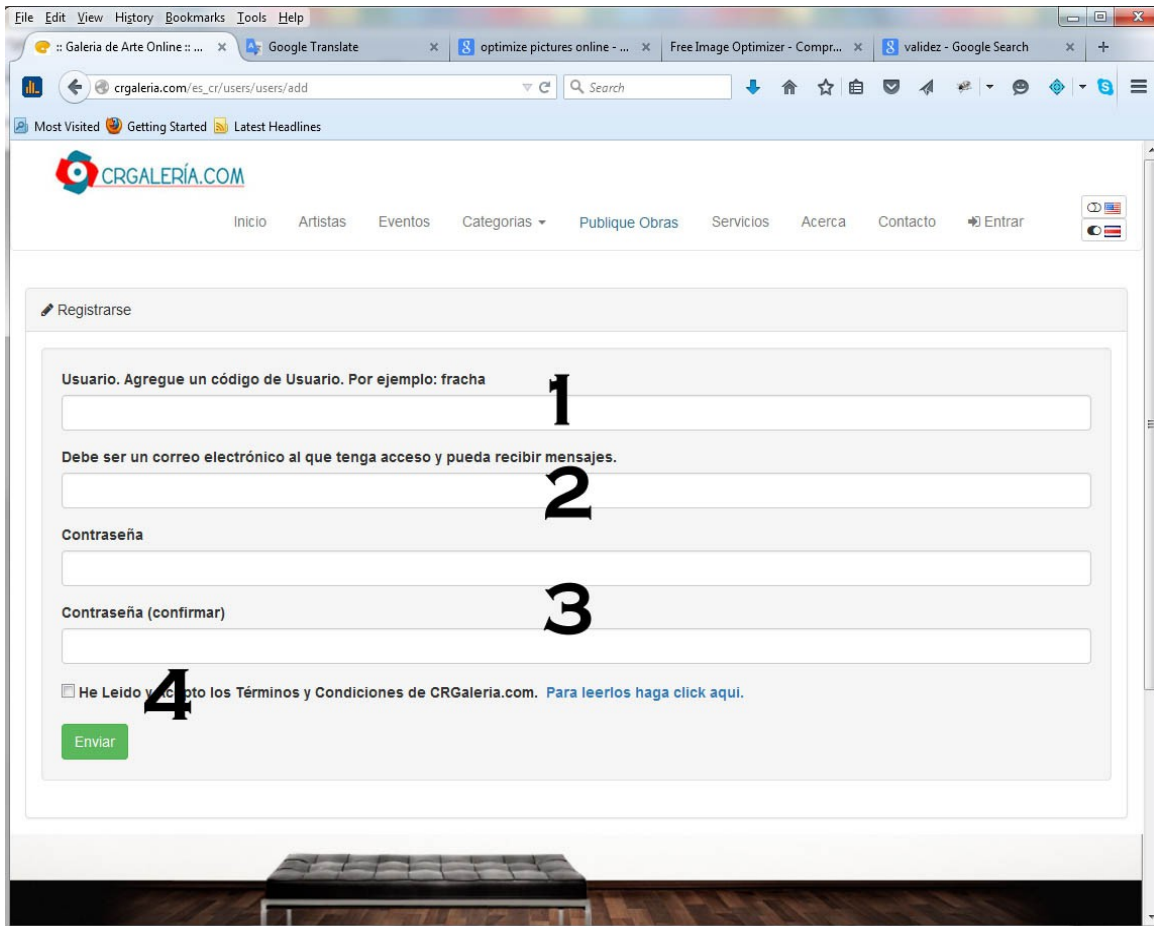 File Edit View History Bookmarks Tools Help
:: Galeria de Arte Online :: ... Google Translate optimize pictures online - ... Free Image Optimizer - Compr... validez - Google Search
crgaleria.com/es_cr/users/users/add Search
Most Visited Getting Started Latest Headlines
CRGALERÍA.COM
Inicio Artistas Eventos Categorias Publique Obras Servicios Acerca Contacto Entrar
Registrarse
Usuario. Agregue un código de Usuario. Por ejemplo: fracha
1
Debe ser un correo electrónico al que tenga acceso y pueda recibir mensajes.
2
Contraseña
3
Contraseña (confirmar)
4
He Leido y acepto los Términos y Condiciones de CRGaleria.com. Para leerlos haga click aqui.
Enviar